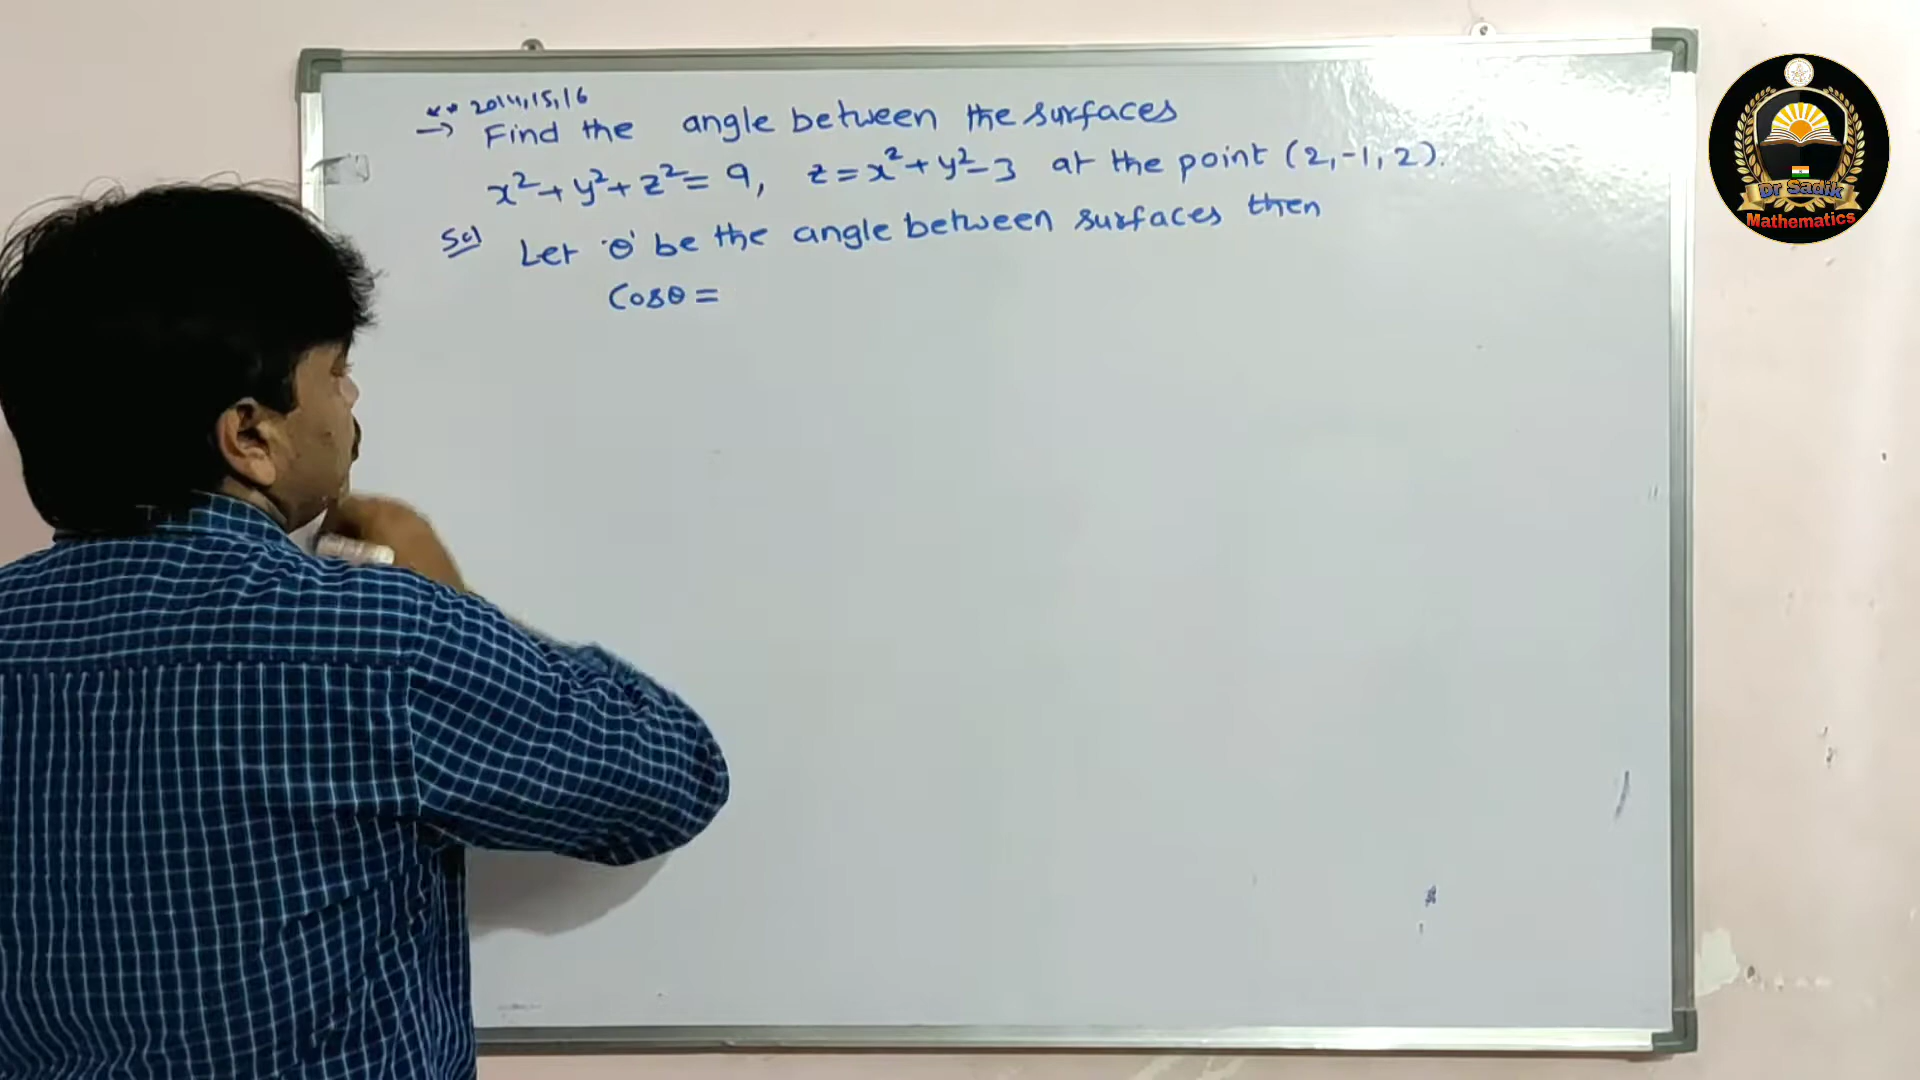 ** 2014,15,16
→ Find the angle between the surfaces
x²+y²+z²=9, z=x²+y²-3 at the point (2,-1,2).
Sol Let 'θ' be the angle between surfaces then
Cosθ =
Dr Sadik
Mathematics